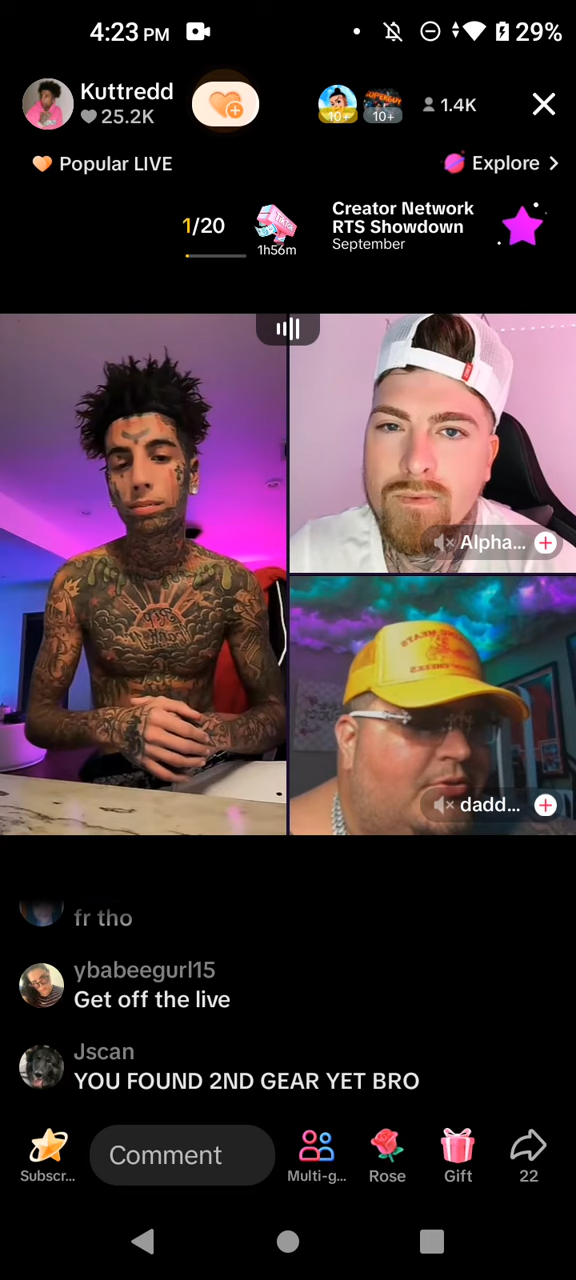 4:23 PM
29%
Kuttredd
25.2K
10+
10+
1.4K
Popular LIVE
Explore >
1/20
1h56m
Creator Network
RTS Showdown
September
Alpha...
dadd...
fr tho
ybabeegurl15
Get off the live
Jscan
YOU FOUND 2ND GEAR YET BRO
Subscr...
Comment
Multi-g...
Rose
Gift
22